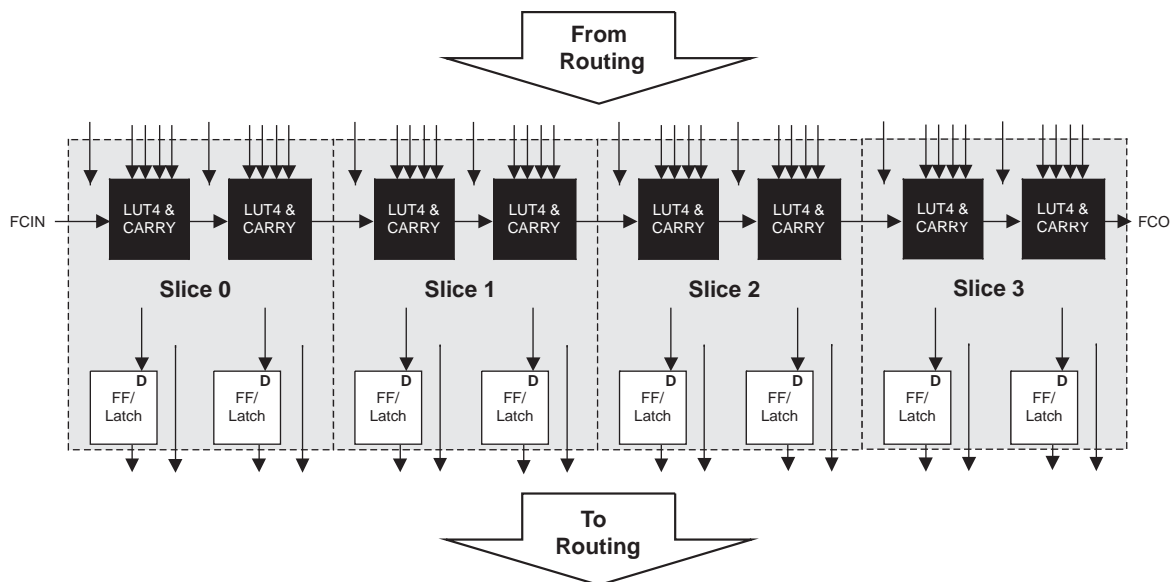 From
Routing
FCIN
LUT4 &
CARRY
LUT4 &
CARRY
LUT4 &
CARRY
LUT4 &
CARRY
LUT4 &
CARRY
LUT4 &
CARRY
LUT4 &
CARRY
LUT4 &
CARRY
FCO
Slice 0
Slice 1
Slice 2
Slice 3
D
FF/
Latch
D
FF/
Latch
D
FF/
Latch
D
FF/
Latch
D
FF/
Latch
D
FF/
Latch
D
FF/
Latch
D
FF/
Latch
To
Routing